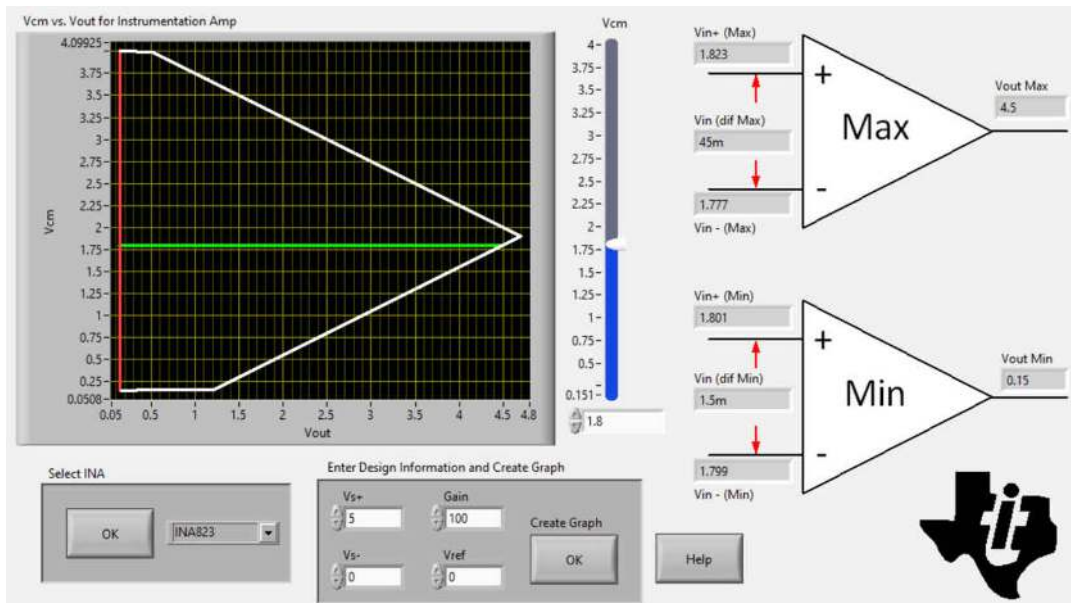 Vcm vs. Vout for Instrumentation Amp
4.09925-
3.75-
3.5-
3.25-
3-
2.75-
2.5-
2.25-
2-
1.75-
1.5-
1.25-
1-
0.75-
0.5-
0.25-
0.0508-
Vcm
0.05 0.5 1 1.5 2 2.5 3 3.5 4 4.5 4.8
Vout
Vcm
4-
3.75-
3.5-
3.25-
3-
2.75-
2.5-
2.25-
2-
1.75-
1.5-
1.25-
1-
0.75-
0.5-
0.151-
1.8
Vin+ (Max)
1.823
+
Vin (dif Max)
45m
Max
Vout Max
4.5
-
1.777
Vin - (Max)
Vin+ (Min)
1.801
+
Vin (dif Min)
1.5m
Min
Vout Min
0.15
-
1.799
Vin - (Min)
Select INA
OK
INA823
Enter Design Information and Create Graph
Vs+ Gain
5 100
Create Graph
Vs- Vref
0 0
OK
Help
ti